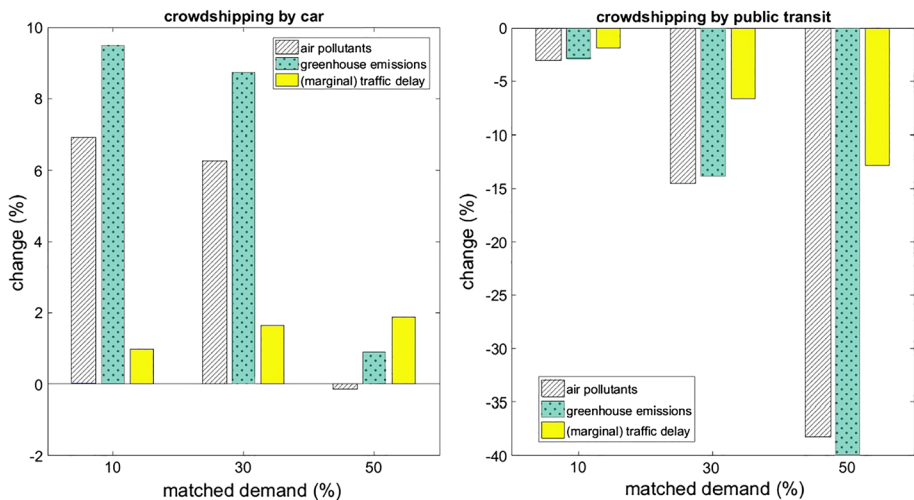 crowdshipping by car
10
8
6
4
2
0
-2
change (%)
air pollutants
greenhouse emissions
(marginal) traffic delay
10 30 50
matched demand (%)
crowdshipping by public transit
-0
-5
-10
-15
-20
-25
-30
-35
-40
change (%)
air pollutants
greenhouse emissions
(marginal) traffic delay
10 30 50
matched demand (%)